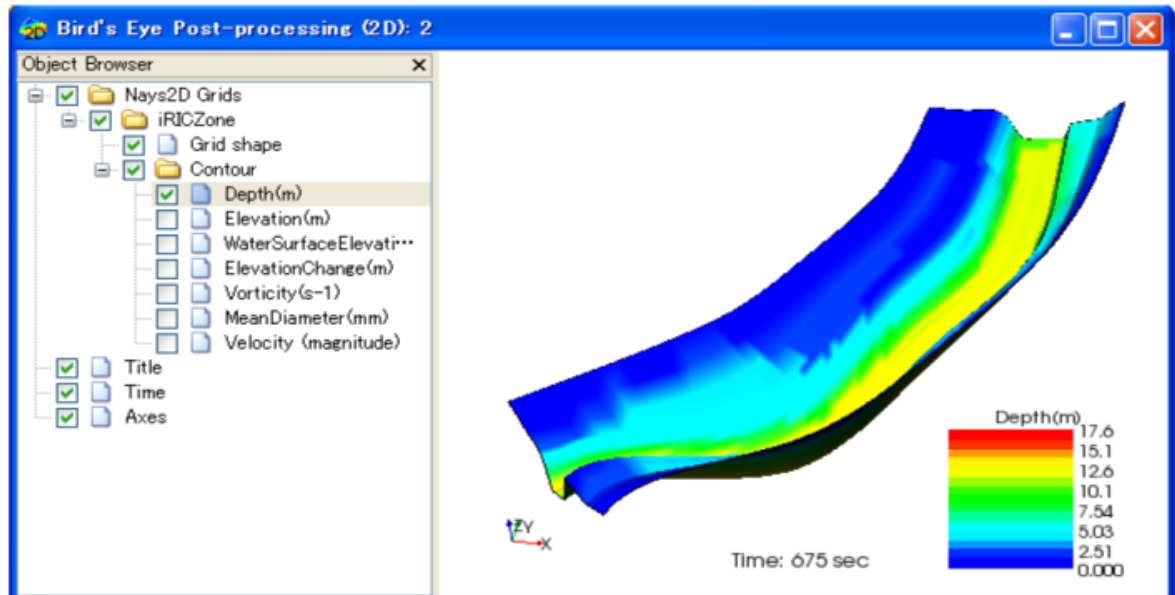 Bird's Eye Post-processing (2D): 2
Object Browser
Nays2D Grids
iRICZone
Grid shape
Contour
Depth(m)
Elevation(m)
WaterSurfaceElevati…
ElevationChange(m)
Vorticity(s-1)
MeanDiameter(mm)
Velocity (magnitude)
Title
Time
Axes
Depth(m)
17.6
15.1
12.6
10.1
7.54
5.03
2.51
0.000
ZY
X
Time: 675 sec